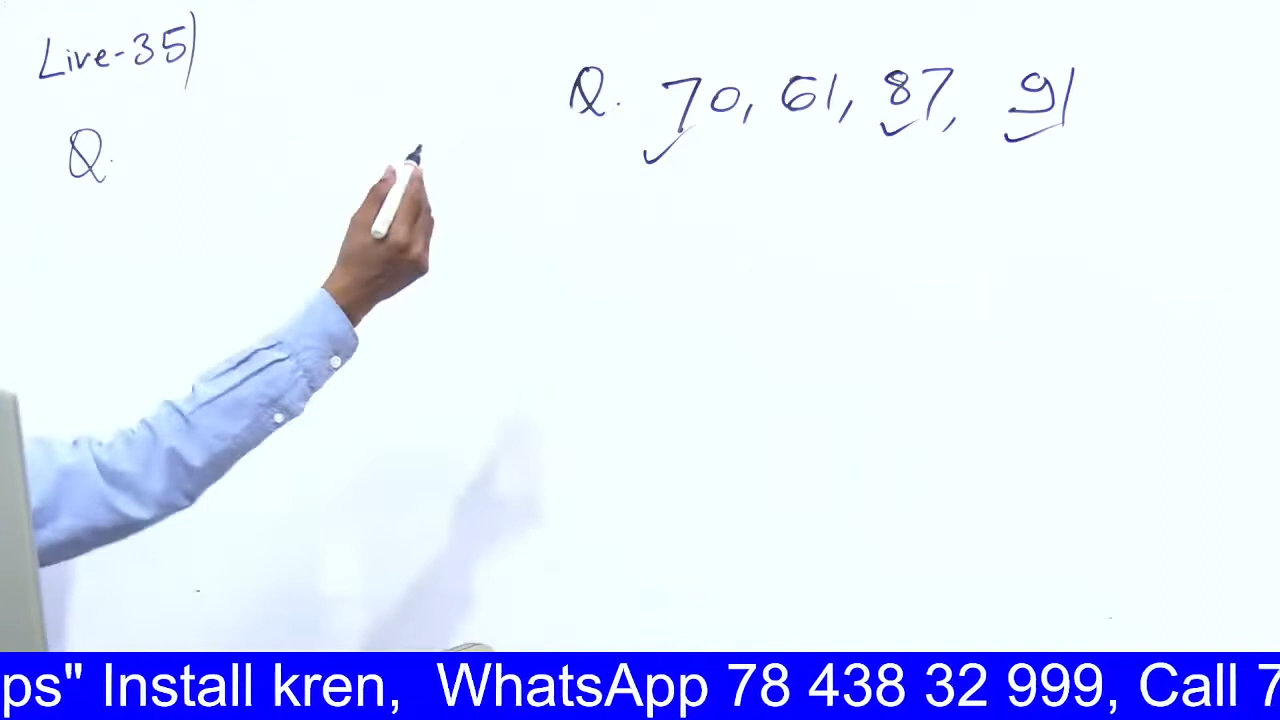 Live-35)
Q.
Q. 70, 61, 87, 91
ps" Install kren, WhatsApp 78 438 32 999, Call 7